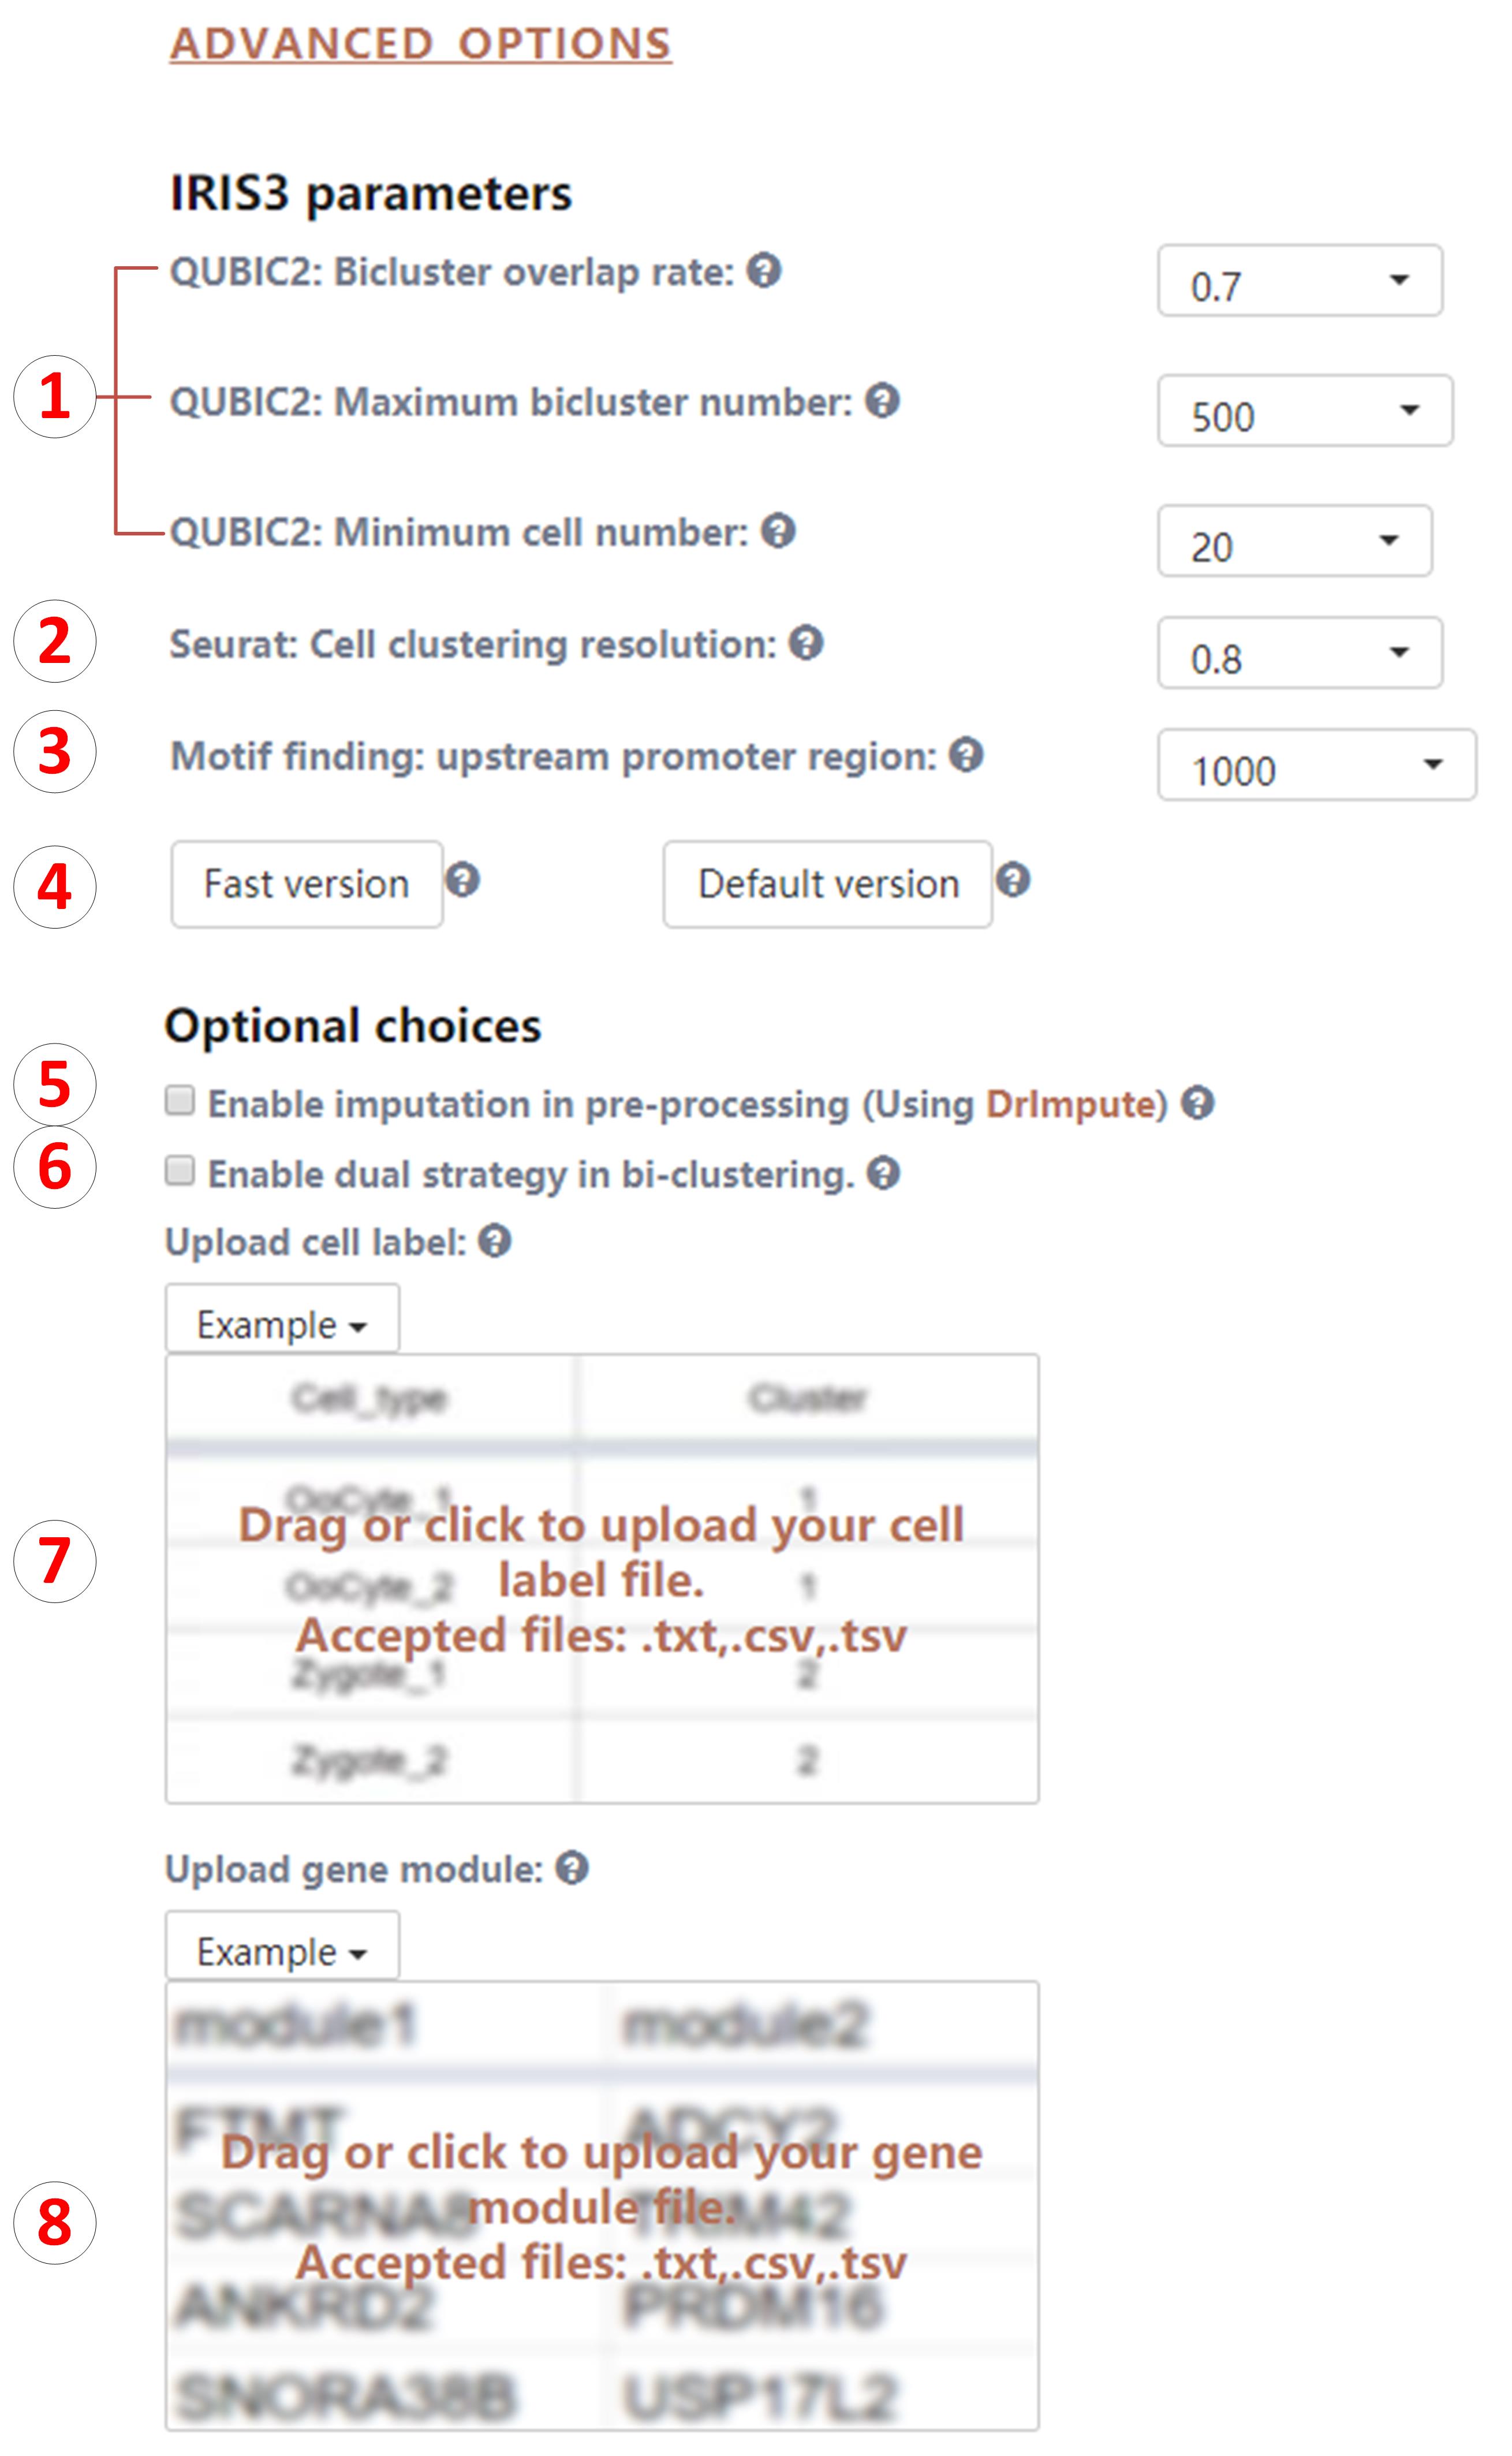 ADVANCED OPTIONS
IRIS3 parameters
QUBIC2: Bicluster overlap rate: ?
0.7
1
QUBIC2: Maximum bicluster number: ?
500
QUBIC2: Minimum cell number: ?
20
2
Seurat: Cell clustering resolution: ?
0.8
3
Motif finding: upstream promoter region: ?
1000
4
Fast version ?
Default version ?
Optional choices
5
Enable imputation in pre-processing (Using DrImpute) ?
6
Enable dual strategy in bi-clustering. ?
Upload cell label: ?
Example
Cell_type Cluster
OoCyte_1 1
Drag or click to upload your cell
label file.
OoCyte_2 1
7
Accepted files: .txt,.csv,.tsv
Zygote_1 2
Zygote_2 2
Upload gene module: ?
Example
module1 module2
FTMT ADCY2
Drag or click to upload your gene
module file.
SCARNA8 TRIM42
8
Accepted files: .txt,.csv,.tsv
ANKRD2 PRDM16
SNORA38B USP17L2